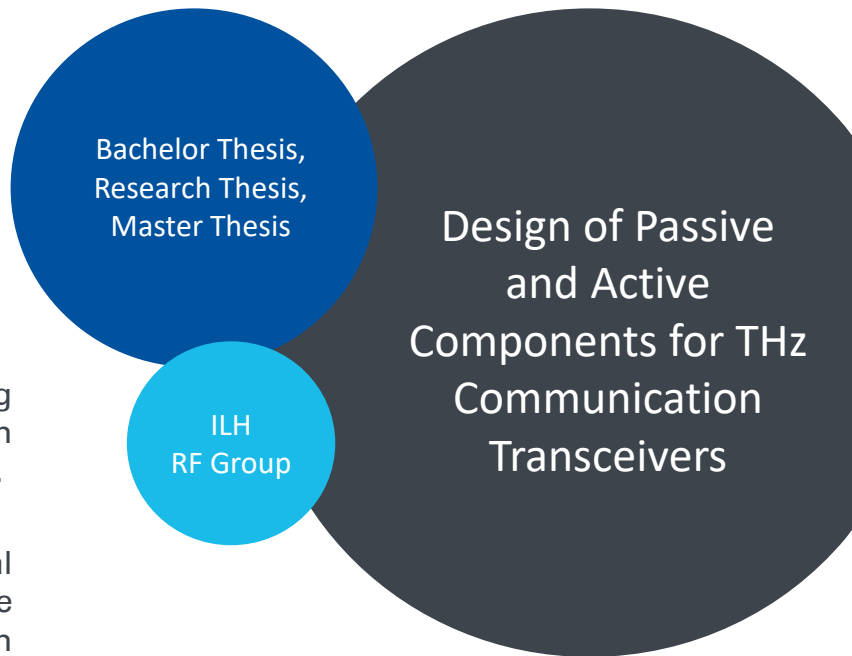 Bachelor Thesis,
Research Thesis,
Master Thesis
Design of Passive
and Active
Components for THz
Communication
Transceivers
ILH
RF Group